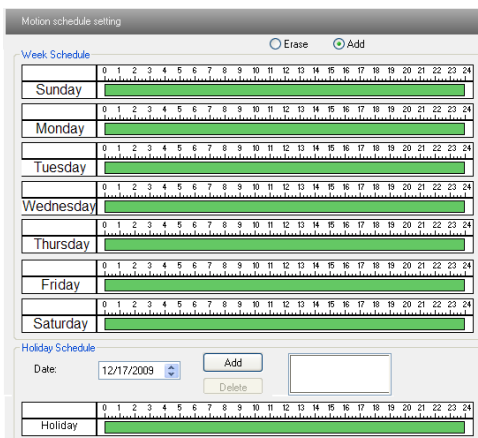 Motion schedule setting
Erase Add
Week Schedule
0 1 2 3 4 5 6 7 8 9 10 11 12 13 14 15 16 17 18 19 20 21 22 23 24
Sunday
0 1 2 3 4 5 6 7 8 9 10 11 12 13 14 15 16 17 18 19 20 21 22 23 24
Monday
0 1 2 3 4 5 6 7 8 9 10 11 12 13 14 15 16 17 18 19 20 21 22 23 24
Tuesday
0 1 2 3 4 5 6 7 8 9 10 11 12 13 14 15 16 17 18 19 20 21 22 23 24
Wednesday
0 1 2 3 4 5 6 7 8 9 10 11 12 13 14 15 16 17 18 19 20 21 22 23 24
Thursday
0 1 2 3 4 5 6 7 8 9 10 11 12 13 14 15 16 17 18 19 20 21 22 23 24
Friday
0 1 2 3 4 5 6 7 8 9 10 11 12 13 14 15 16 17 18 19 20 21 22 23 24
Saturday
Holiday Schedule
Date: 12/17/2009 Add
Delete
0 1 2 3 4 5 6 7 8 9 10 11 12 13 14 15 16 17 18 19 20 21 22 23 24
Holiday